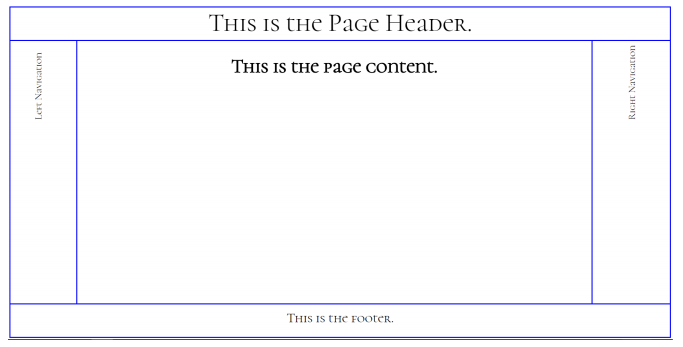 This is the Page Header.
Left Navigation
This is the page content.
Right Navigation
This is the footer.